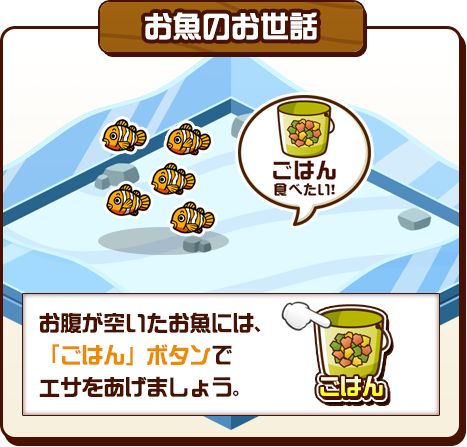 お魚のお世話
ごはん
食べたい!
お腹が空いたお魚には、
「ごはん」ボタンで
エサをあげましょう。
ごはん